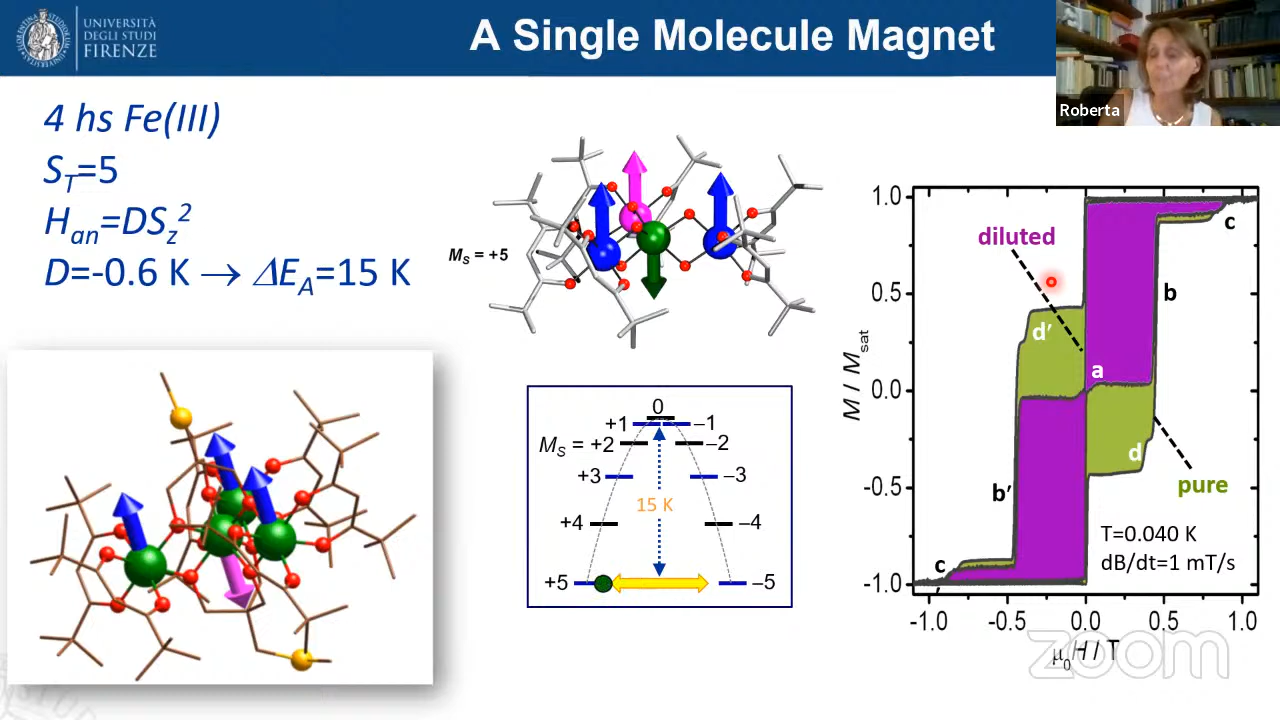 UNIVERSITÀ
DEGLI STUDI
FIRENZE
A Single Molecule Magnet
Roberta
4 hs Fe(III)
S_T=5
H_an=DS_z^2
D=-0.6 K → ΔE_A=15 K
M_S = +5
0
+1 –1
M_S = +2 –2
+3 –3
15 K
+4 –4
+5 –5
M / M_sat
1.0
0.5
0.0
-0.5
-1.0
diluted
c
b
d′
a
d
pure
b′
c
T=0.040 K
dB/dt=1 mT/s
-1.0 -0.5 0.0 0.5 1.0
μ_0H / T
zoom